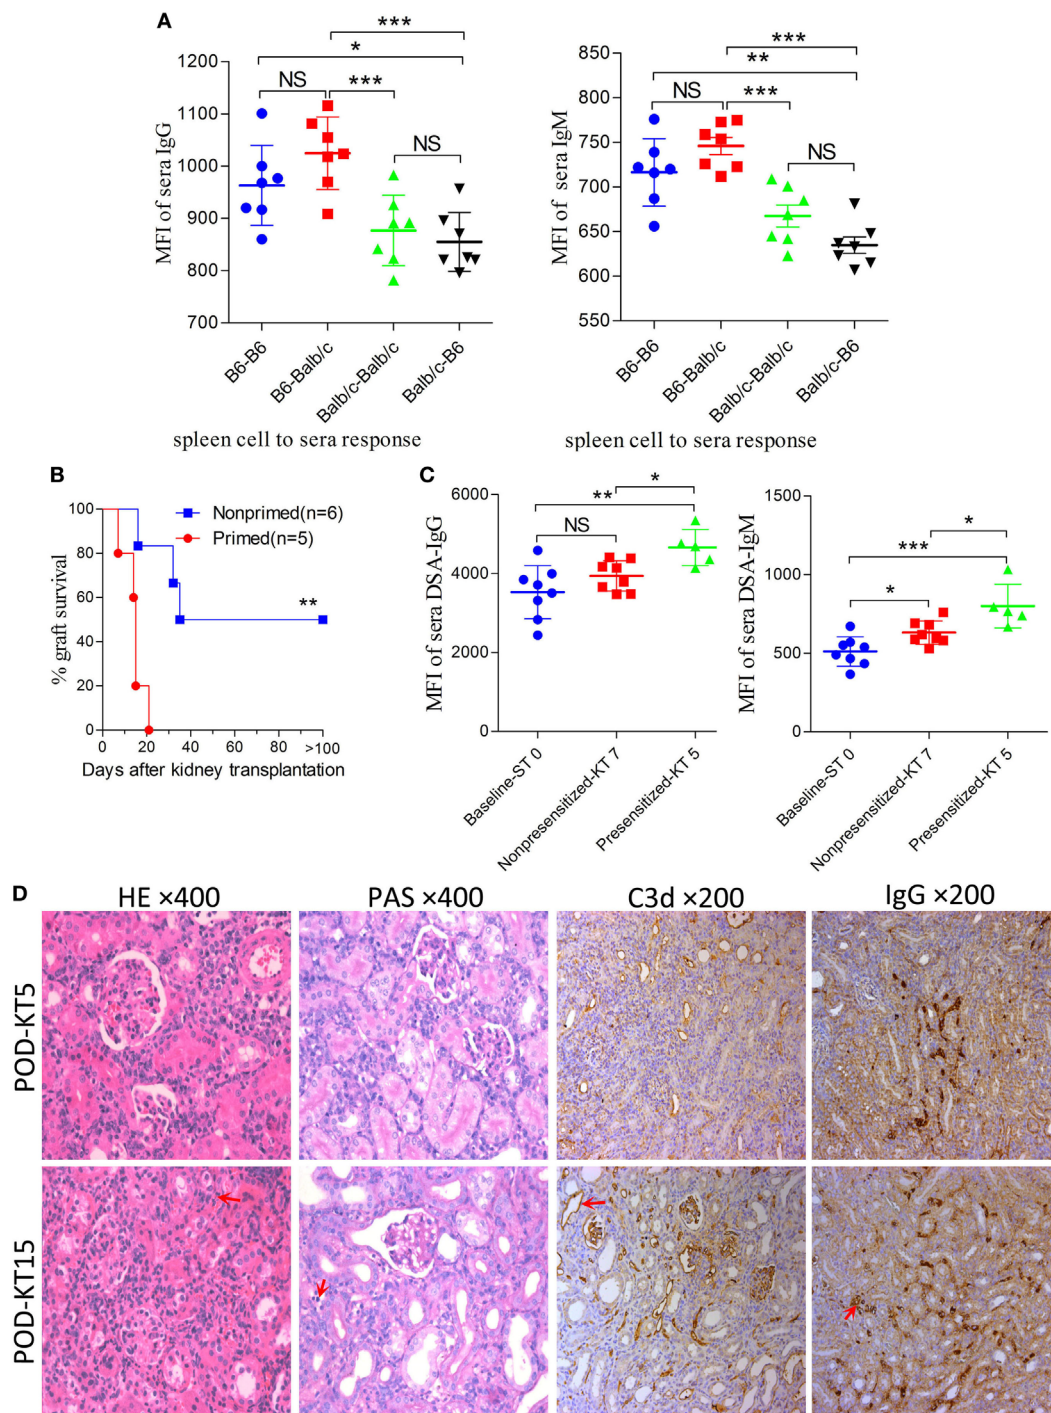 A
***
*
NS
***
NS
1200
1100
1000
900
800
700
MFI of sera IgG
B6-B6
B6-Balb/c
Balb/c-Balb/c
Balb/c-B6
spleen cell to sera response
***
**
NS
***
NS
850
800
750
700
650
600
550
MFI of sera IgM
B6-B6
B6-Balb/c
Balb/c-Balb/c
Balb/c-B6
spleen cell to sera response
B
Nonprimed(n=6)
Primed(n=5)
**
100
80
60
40
20
0
% graft survival
0 20 40 60 80 >100
Days after kidney transplantation
C
*
**
NS
6000
4000
2000
0
MFI of sera DSA-IgG
Baseline-ST 0
Nonpresensitized-KT 7
Presensitized-KT 5
*
***
*
1500
1000
500
0
MFI of sera DSA-IgM
Baseline-ST 0
Nonpresensitized-KT 7
Presensitized-KT 5
D
HE ×400 PAS ×400 C3d ×200 IgG ×200
POD-KT5
POD-KT15